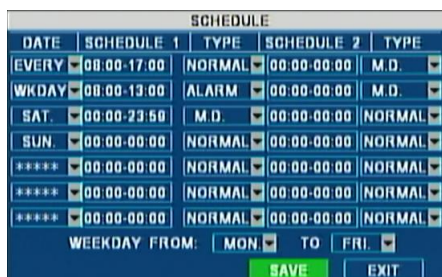 SCHEDULE
DATE SCHEDULE 1 TYPE SCHEDULE 2 TYPE
EVERY 08:00-17:00 NORMAL 00:00-00:00 M.D.
WKDAY 08:00-13:00 ALARM 00:00-00:00 M.D.
SAT. 00:00-23:50 M.D. 00:00-00:00 NORMAL
SUN. 00:00-00:00 NORMAL 00:00-00:00 NORMAL
***** 00:00-00:00 NORMAL 00:00-00:00 NORMAL
***** 00:00-00:00 NORMAL 00:00-00:00 NORMAL
***** 00:00-00:00 NORMAL 00:00-00:00 NORMAL
WEEKDAY FROM: MON. TO FRI.
SAVE EXIT